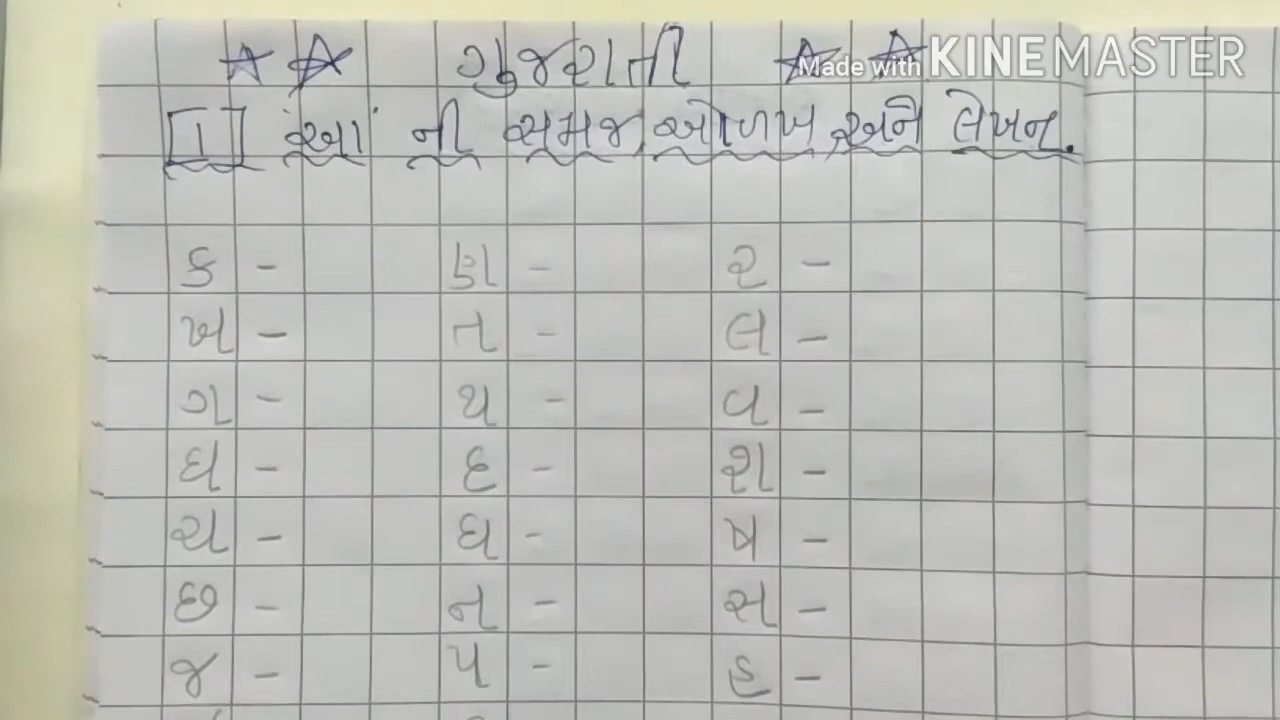 ગુજરાતી
Made with KINEMASTER
1 આ ાં ની સમજ, ઓળખ, અને લેખન.
ક - ણ - ર -
ખ - ત - લ -
ગ - થ - વ -
ઘ - દ - શ -
ચ - ધ - ષ -
છ - ન - સ -
જ - પ - હ -